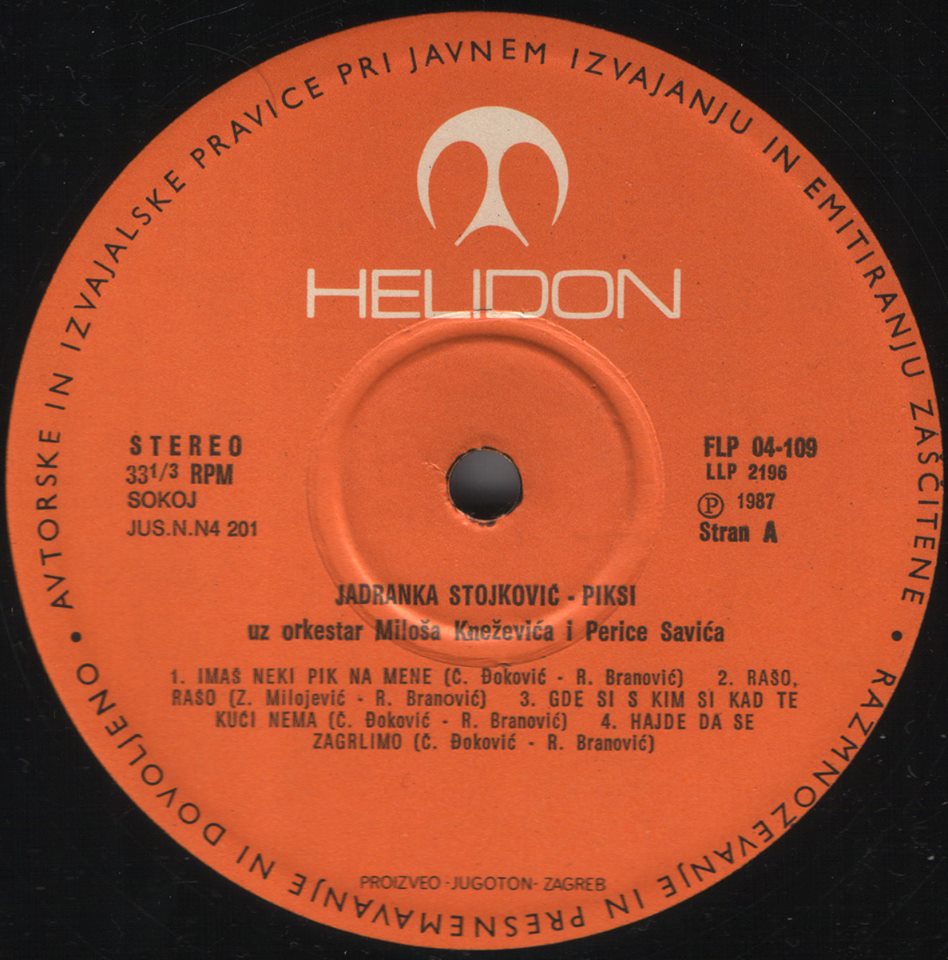 AVTORSKE IN IZVAJALSKE PRAVICE PRI JAVNEM IZVAJANJU IN EMITIRANJU ZAŠČITENE • RAZMNOŽEVANJE IN PRESNEMAVANJE NI DOVOLJENO •
HELIDON
STEREO
33 1/3 RPM
SOKOJ
JUS.N.N4 201
FLP 04-109
LLP 2196
Ⓟ 1987
Stran A
JADRANKA STOJKOVIĆ - PIKSI
uz orkestar Miloša Kneževića i Perice Savića
1. IMAŠ NEKI PIK NA MENE (Č. Đoković - R. Branović) 2. RAŠO,
RAŠO (Z. Milojević - R. Branović) 3. GDE SI S KIM SI KAD TE
KUĆI NEMA (Č. Đoković - R. Branović) 4. HAJDE DA SE
ZAGRLIMO (Č. Đoković - R. Branović)
PROIZVEO -JUGOTON- ZAGREB